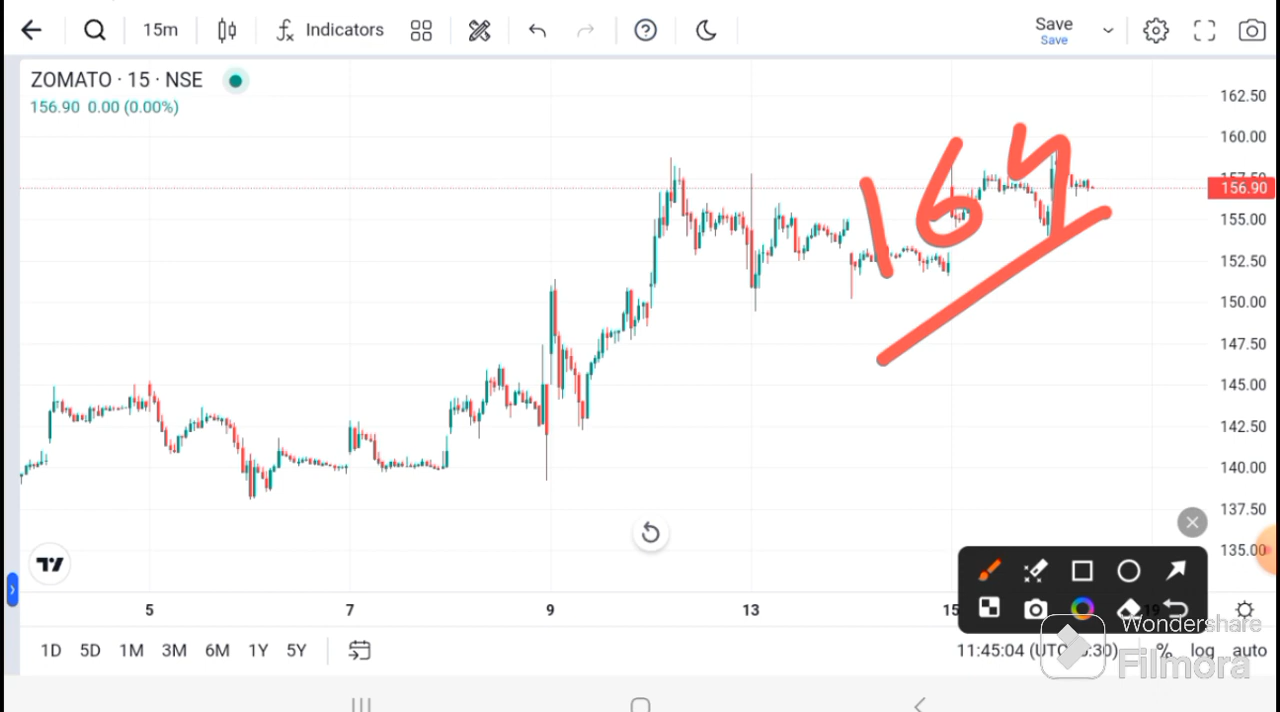 15m Indicators Save
Save
ZOMATO · 15 · NSE
156.90 0.00 (0.00%)
162.50
160.00
156.90
155.00
152.50
150.00
147.50
145.00
142.50
140.00
137.50
135.00
164
5 7 9 13 15 19
1D 5D 1M 3M 6M 1Y 5Y
11:45:04 (UTC % log auto
Wondershare
Filmora